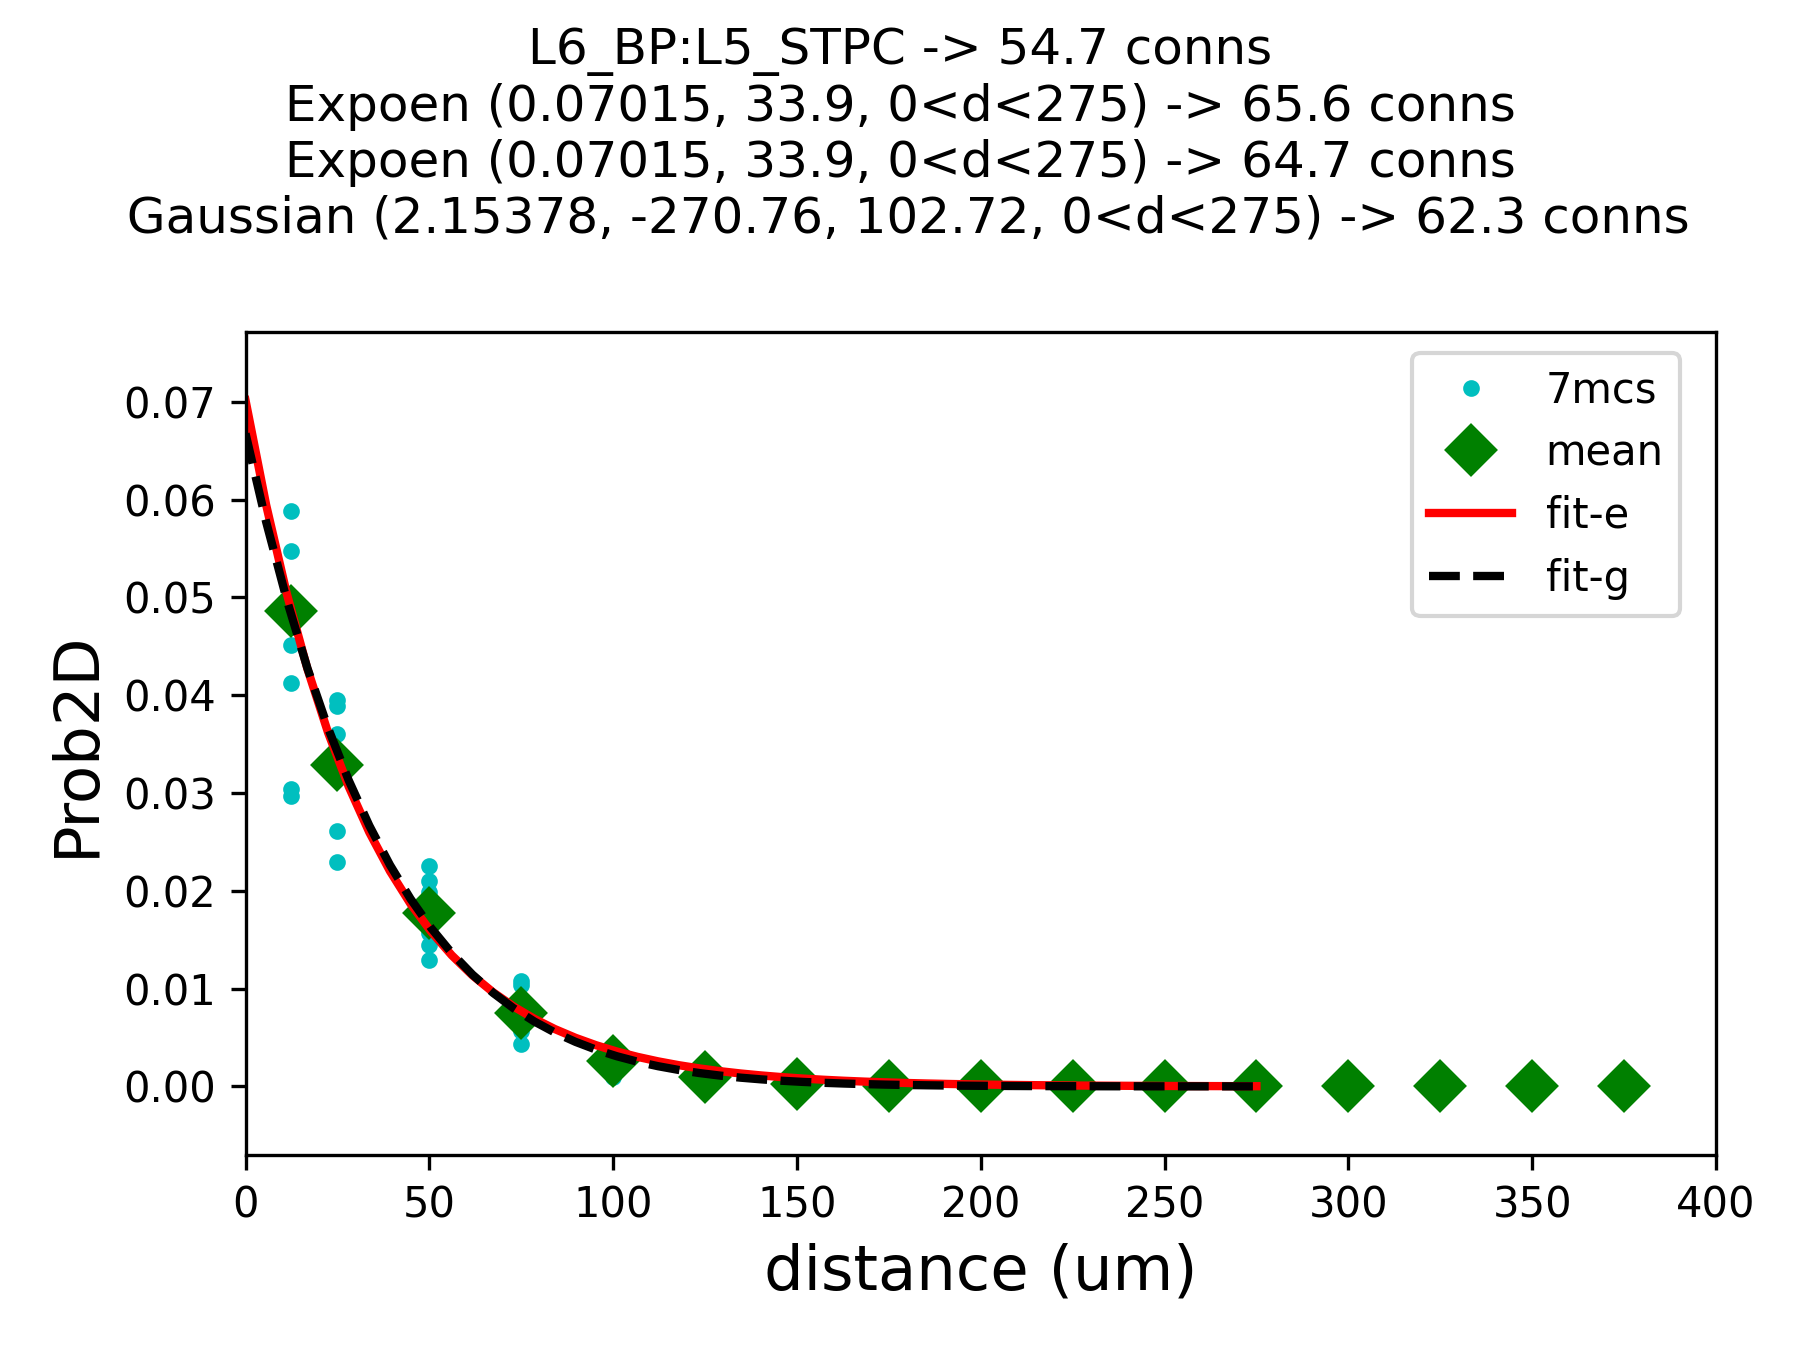 L6_BP:L5_STPC -> 54.7 conns
Expoen (0.07015, 33.9, 0<d<275) -> 65.6 conns
Expoen (0.07015, 33.9, 0<d<275) -> 64.7 conns
Gaussian (2.15378, -270.76, 102.72, 0<d<275) -> 62.3 conns
7mcs
mean
fit-e
fit-g
Prob2D
0.07
0.06
0.05
0.04
0.03
0.02
0.01
0.00
0 50 100 150 200 250 300 350 400
distance (um)